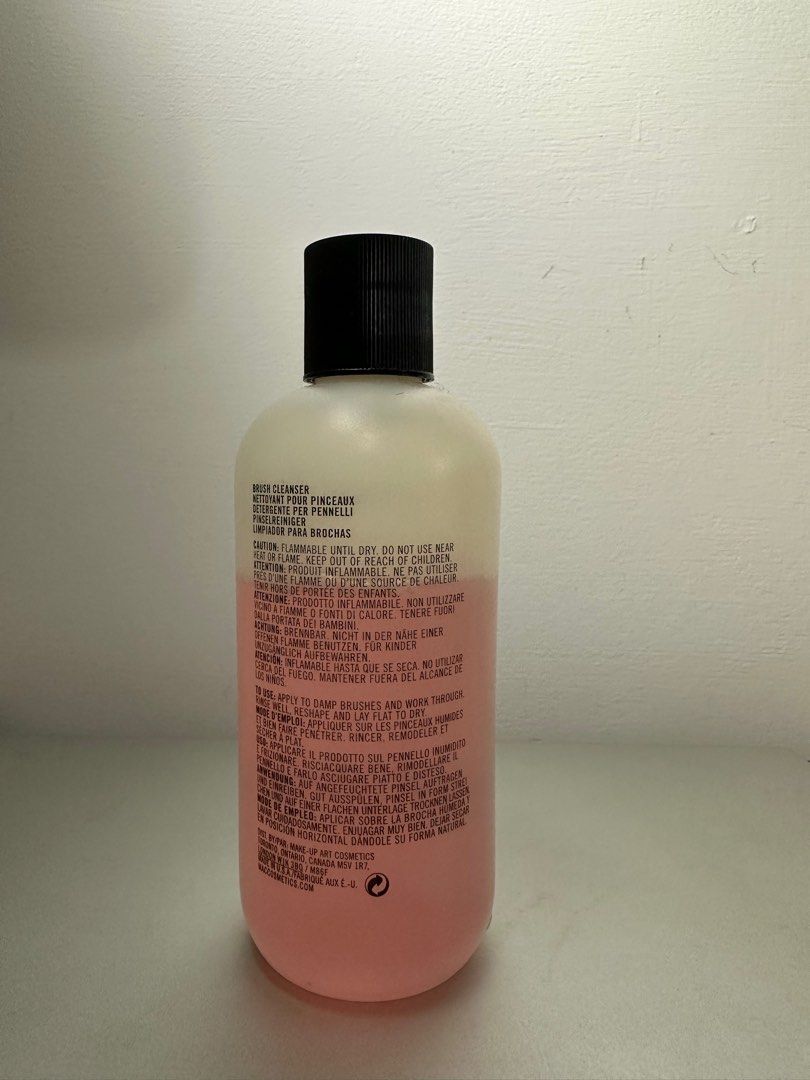 BRUSH CLEANSER
NETTOYANT POUR PINCEAUX
DETERGENTE PER PENNELLI
PINSELREINIGER
LIMPIADOR PARA BROCHAS
CAUTION: FLAMMABLE UNTIL DRY. DO NOT USE NEAR
HEAT OR FLAME. KEEP OUT OF REACH OF CHILDREN.
ATTENTION: PRODUIT INFLAMMABLE. NE PAS UTILISER
PRÈS D'UNE FLAMME OU D'UNE SOURCE DE CHALEUR.
TENIR HORS DE PORTÉE DES ENFANTS.
ATTENZIONE: PRODOTTO INFIAMMABILE. NON UTILIZZARE
VICINO A FIAMME O FONTI DI CALORE. TENERE FUORI
DALLA PORTATA DEI BAMBINI.
ACHTUNG: BRENNBAR. NICHT IN DER NÄHE EINER
OFFENEN FLAMME BENUTZEN. FÜR KINDER
UNZUGÄNGLICH AUFBEWAHREN.
ATENCIÓN: INFLAMABLE HASTA QUE SE SECA. NO UTILIZAR
CERCA DEL FUEGO. MANTENER FUERA DEL ALCANCE DE
LOS NIÑOS.
TO USE: APPLY TO DAMP BRUSHES AND WORK THROUGH.
RINSE WELL, RESHAPE AND LAY FLAT TO DRY.
MODE D'EMPLOI: APPLIQUER SUR LES PINCEAUX HUMIDES
ET BIEN FAIRE PÉNÉTRER. RINCER. REMODELER ET
SÉCHER À PLAT.
USO: APPLICARE IL PRODOTTO SUL PENNELLO INUMIDITO
E FRIZIONARE. RISCIACQUARE BENE, RIMODELLARE IL
PENNELLO E FARLO ASCIUGARE PIATTO E DISTESO.
ANWENDUNG: AUF ANGEFEUCHTETE PINSEL AUFTRAGEN
UND EINREIBEN. GUT AUSSPÜLEN, PINSEL IN FORM STREI
CHEN UND AUF EINER FLACHEN UNTERLAGE TROCKNEN LASSEN.
MODE DE EMPLEO: APLICAR SOBRE LA BROCHA HÚMEDA Y
LAVAR CUIDADOSAMENTE. ENJUAGAR MUY BIEN. DEJAR SECAR
EN POSICIÓN HORIZONTAL DÁNDOLE SU FORMA NATURAL.
DIST. BY/PAR: MAKE-UP ART COSMETICS
TORONTO, ONTARIO, CANADA M5V 1R7,
LONDON W1K 3BQ / M86F
MADE IN U.S.A./FABRIQUÉ AUX É.-U.
MACCOSMETICS.COM